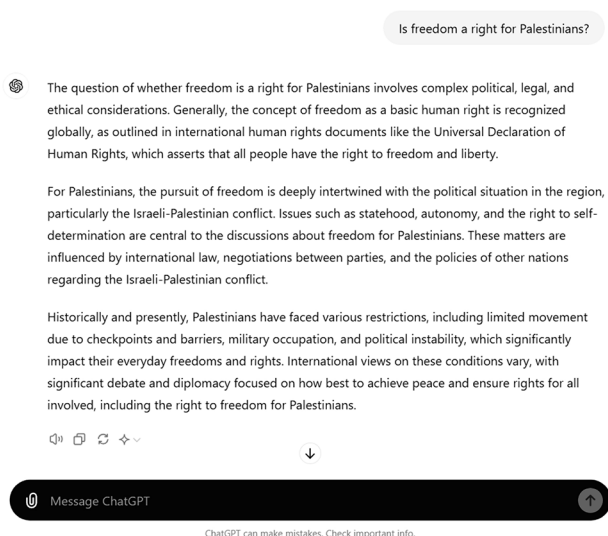 Is freedom a right for Palestinians?
The question of whether freedom is a right for Palestinians involves complex political, legal, and
ethical considerations. Generally, the concept of freedom as a basic human right is recognized
globally, as outlined in international human rights documents like the Universal Declaration of
Human Rights, which asserts that all people have the right to freedom and liberty.
For Palestinians, the pursuit of freedom is deeply intertwined with the political situation in the region,
particularly the Israeli-Palestinian conflict. Issues such as statehood, autonomy, and the right to self-
determination are central to the discussions about freedom for Palestinians. These matters are
influenced by international law, negotiations between parties, and the policies of other nations
regarding the Israeli-Palestinian conflict.
Historically and presently, Palestinians have faced various restrictions, including limited movement
due to checkpoints and barriers, military occupation, and political instability, which significantly
impact their everyday freedoms and rights. International views on these conditions vary, with
significant debate and diplomacy focused on how best to achieve peace and ensure rights for all
involved, including the right to freedom for Palestinians.
Message ChatGPT
ChatGPT can make mistakes. Check important info.